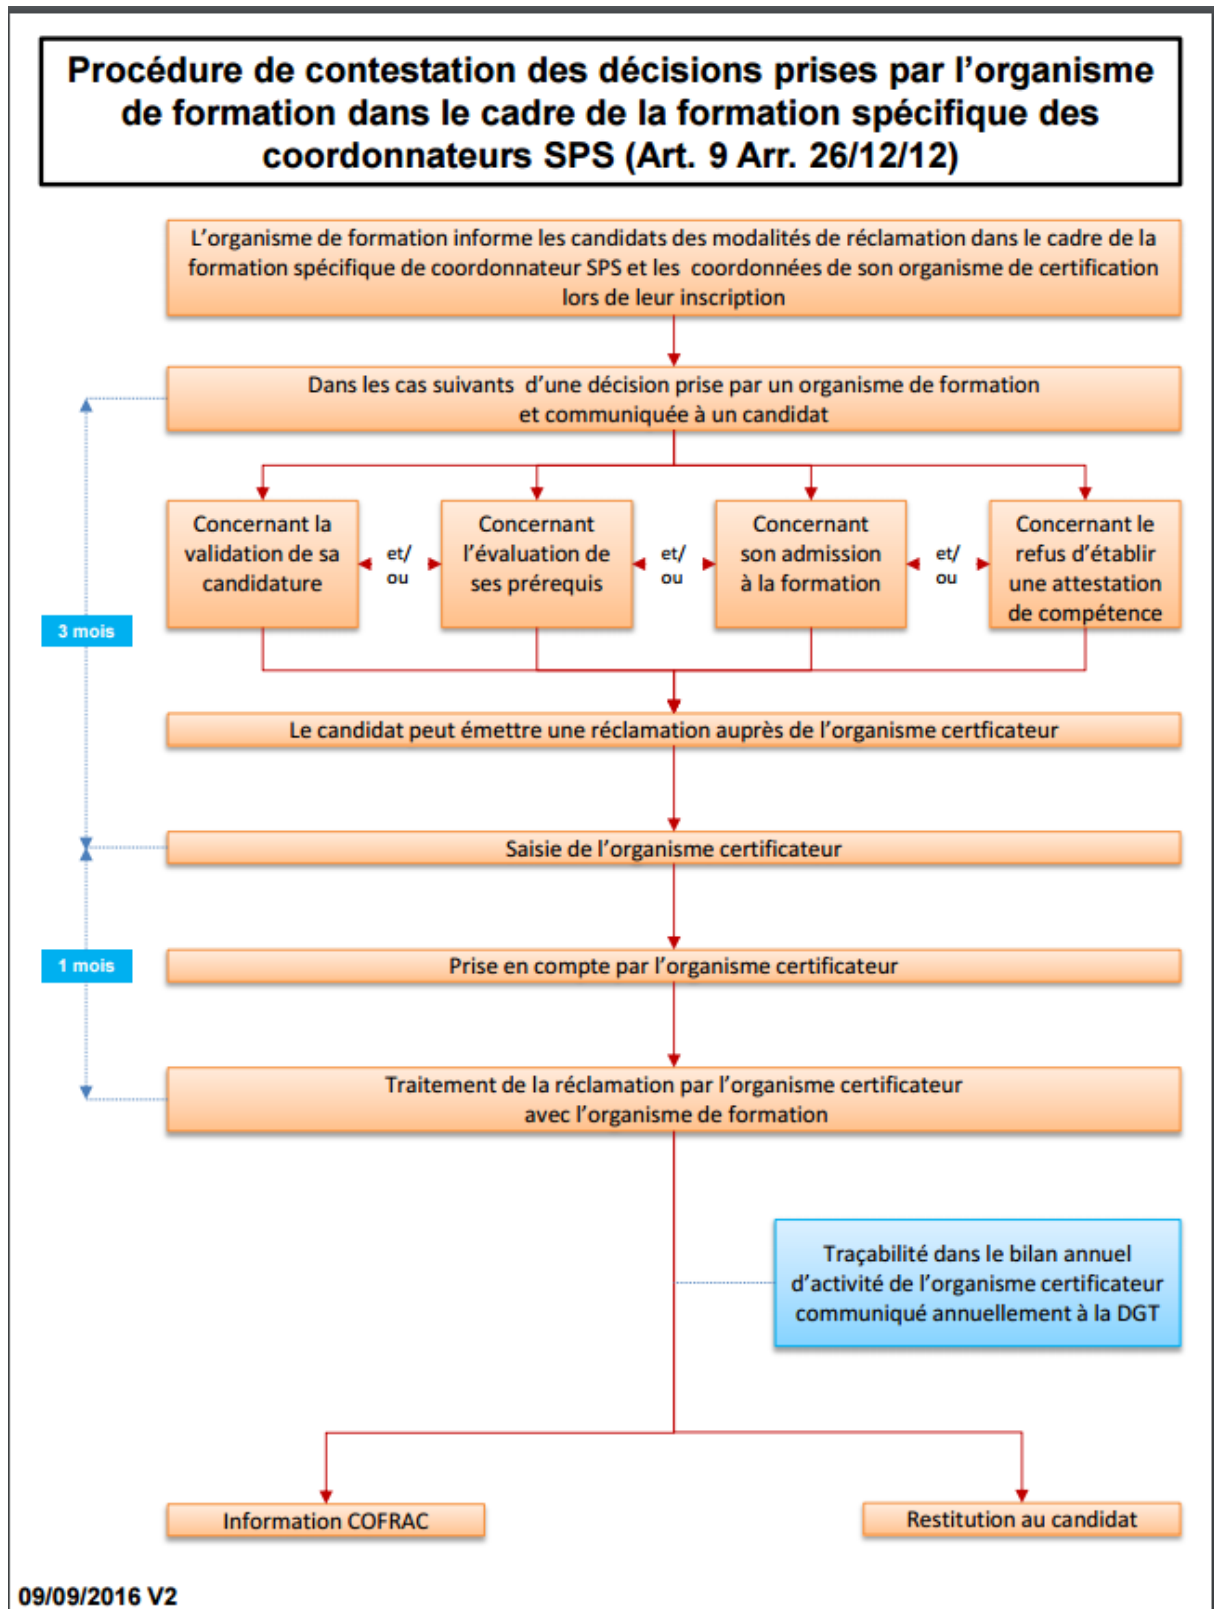 Procédure de contestation des décisions prises par l’organisme
de formation dans le cadre de la formation spécifique des
coordonnateurs SPS (Art. 9 Arr. 26/12/12)
L’organisme de formation informe les candidats des modalités de réclamation dans le cadre de la
formation spécifique de coordonnateur SPS et les coordonnées de son organisme de certification
lors de leur inscription
Dans les cas suivants d’une décision prise par un organisme de formation
et communiquée à un candidat
Concernant la
validation de sa
candidature
et/
ou
Concernant
l’évaluation de
ses prérequis
et/
ou
Concernant
son admission
à la formation
et/
ou
Concernant le
refus d’établir
une attestation
de compétence
3 mois
Le candidat peut émettre une réclamation auprès de l’organisme certficateur
Saisie de l’organisme certificateur
1 mois
Prise en compte par l’organisme certificateur
Traitement de la réclamation par l’organisme certificateur
avec l’organisme de formation
Traçabilité dans le bilan annuel
d’activité de l’organisme certificateur
communiqué annuellement à la DGT
Information COFRAC
Restitution au candidat
09/09/2016 V2